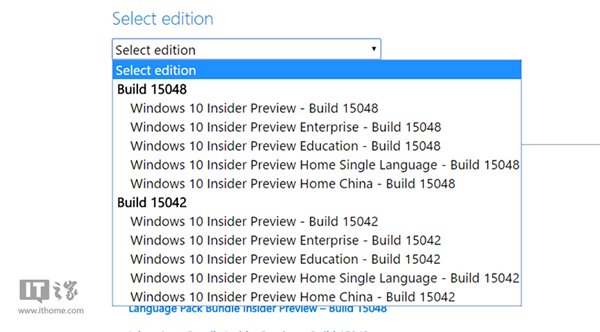 Select edition
Select edition
Select edition
Build 15048
Windows 10 Insider Preview - Build 15048
Windows 10 Insider Preview Enterprise - Build 15048
Windows 10 Insider Preview Education - Build 15048
Windows 10 Insider Preview Home Single Language - Build 15048
Windows 10 Insider Preview Home China - Build 15048
Build 15042
Windows 10 Insider Preview - Build 15042
Windows 10 Insider Preview Enterprise - Build 15042
Windows 10 Insider Preview Education - Build 15042
Windows 10 Insider Preview Home Single Language - Build 15042
Windows 10 Insider Preview Home China - Build 15042
Language Pack Bundle Insider Preview – Build 15048
IT之家
www.ithome.com